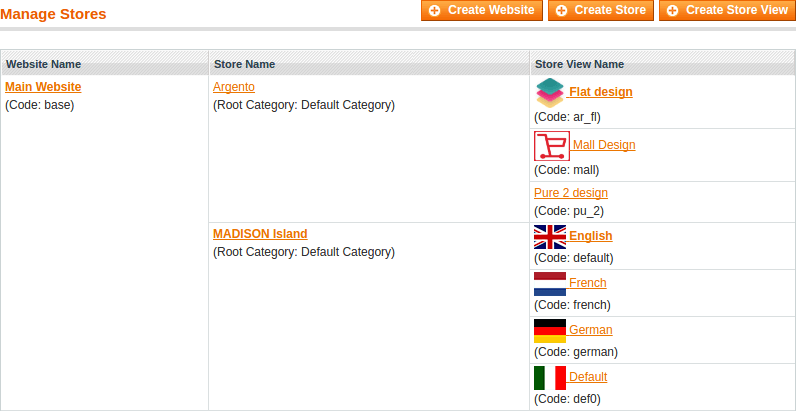 Manage Stores
Create Website
Create Store
Create Store View
Website Name
Store Name
Store View Name
Main Website
(Code: base)
Argento
(Root Category: Default Category)
Flat design
(Code: ar_fl)
Mall Design
(Code: mall)
Pure 2 design
(Code: pu_2)
MADISON Island
(Root Category: Default Category)
English
(Code: default)
French
(Code: french)
German
(Code: german)
Default
(Code: def0)